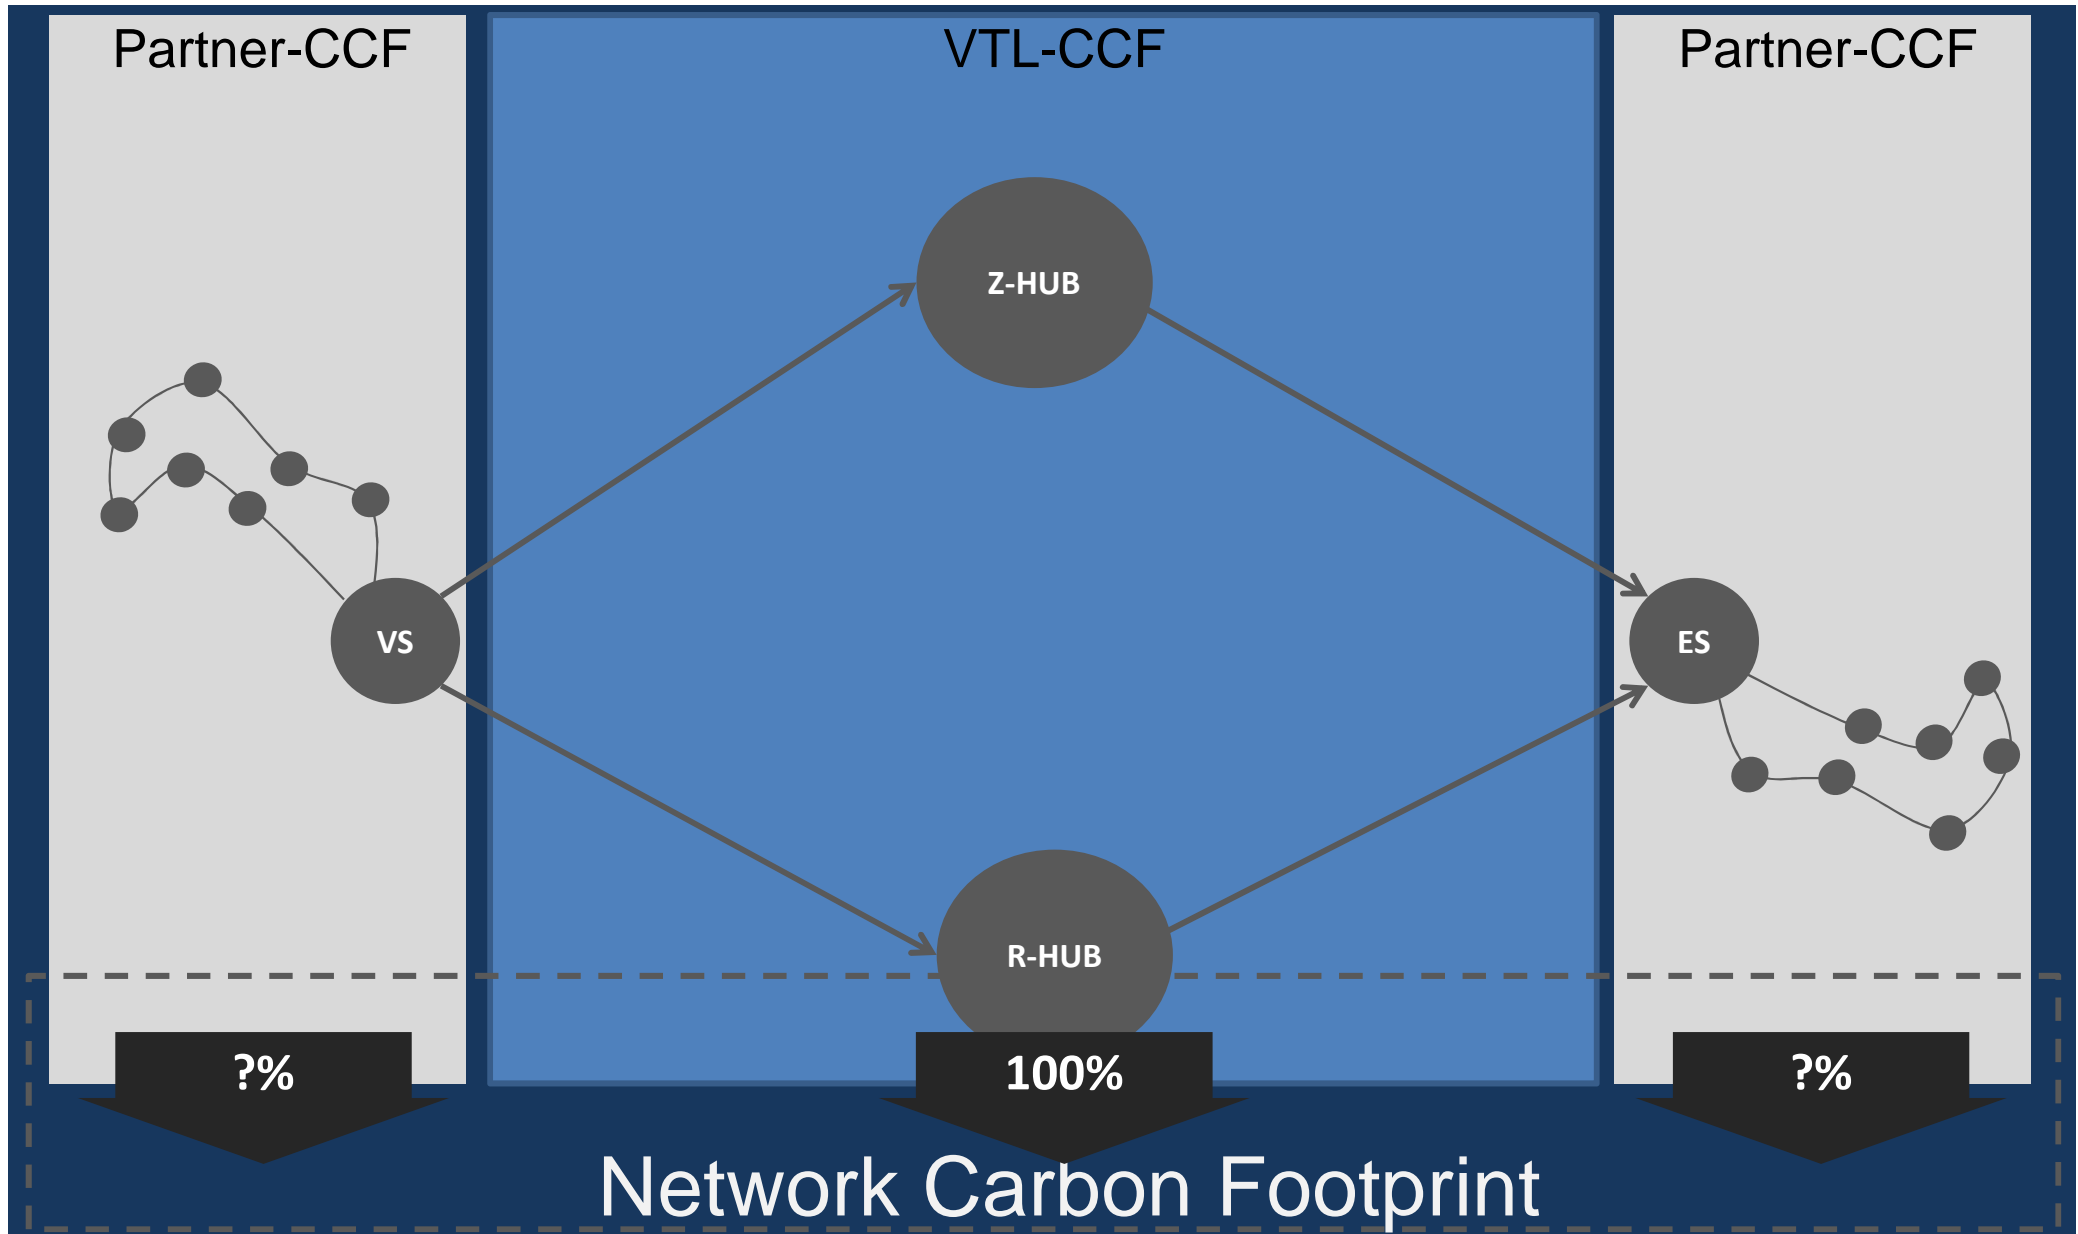 Partner-CCF
VTL-CCF
Partner-CCF
Z-HUB
VS
ES
R-HUB
?%
100%
?%
Network Carbon Footprint